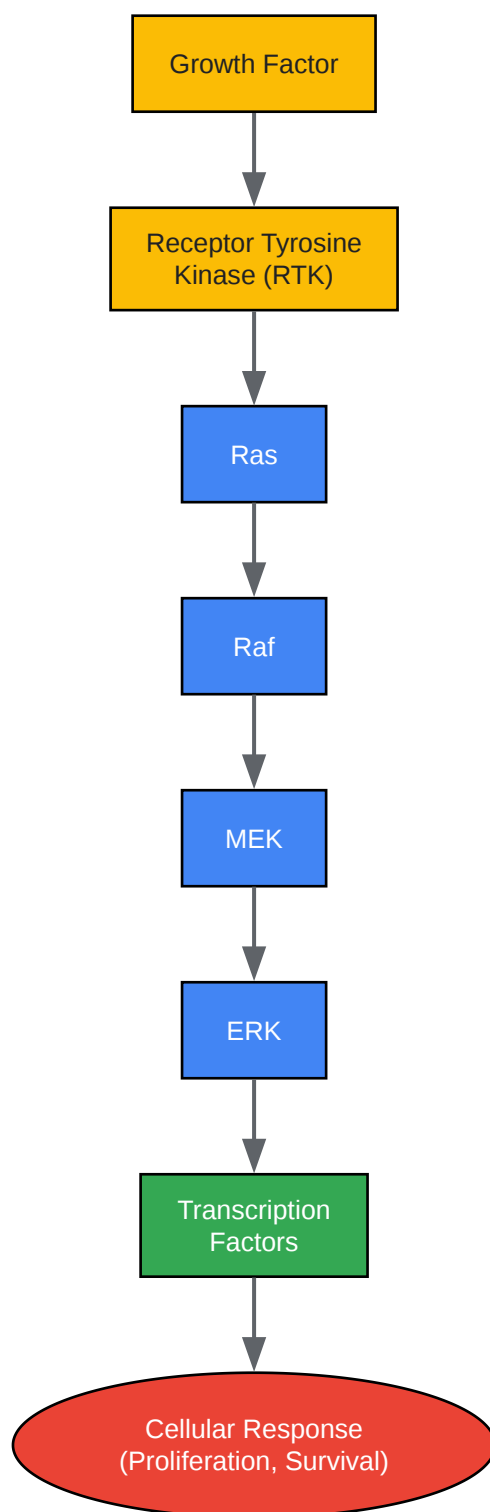 Growth Factor
Receptor Tyrosine
Kinase (RTK)
Ras
Raf
MEK
ERK
Transcription
Factors
Cellular Response
(Proliferation, Survival)